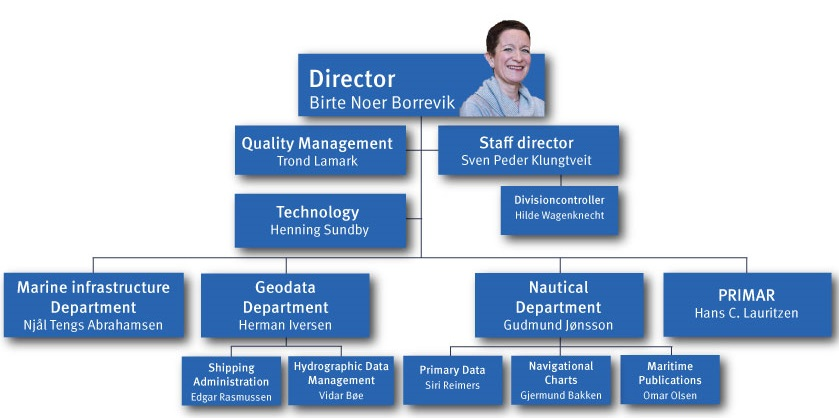 Director
Birte Noer Borrevik
Quality Management
Trond Lamark
Staff director
Sven Peder Klungtveit
Divisioncontroller
Hilde Wagenknecht
Technology
Henning Sundby
Marine infrastructure
Department
Njål Tengs Abrahamsen
Geodata
Department
Herman Iversen
Nautical
Department
Gudmund Jønsson
PRIMAR
Hans C. Lauritzen
Shipping
Administration
Edgar Rasmussen
Hydrographic Data
Management
Vidar Bøe
Primary Data
Siri Reimers
Navigational
Charts
Gjermund Bakken
Maritime
Publications
Omar Olsen